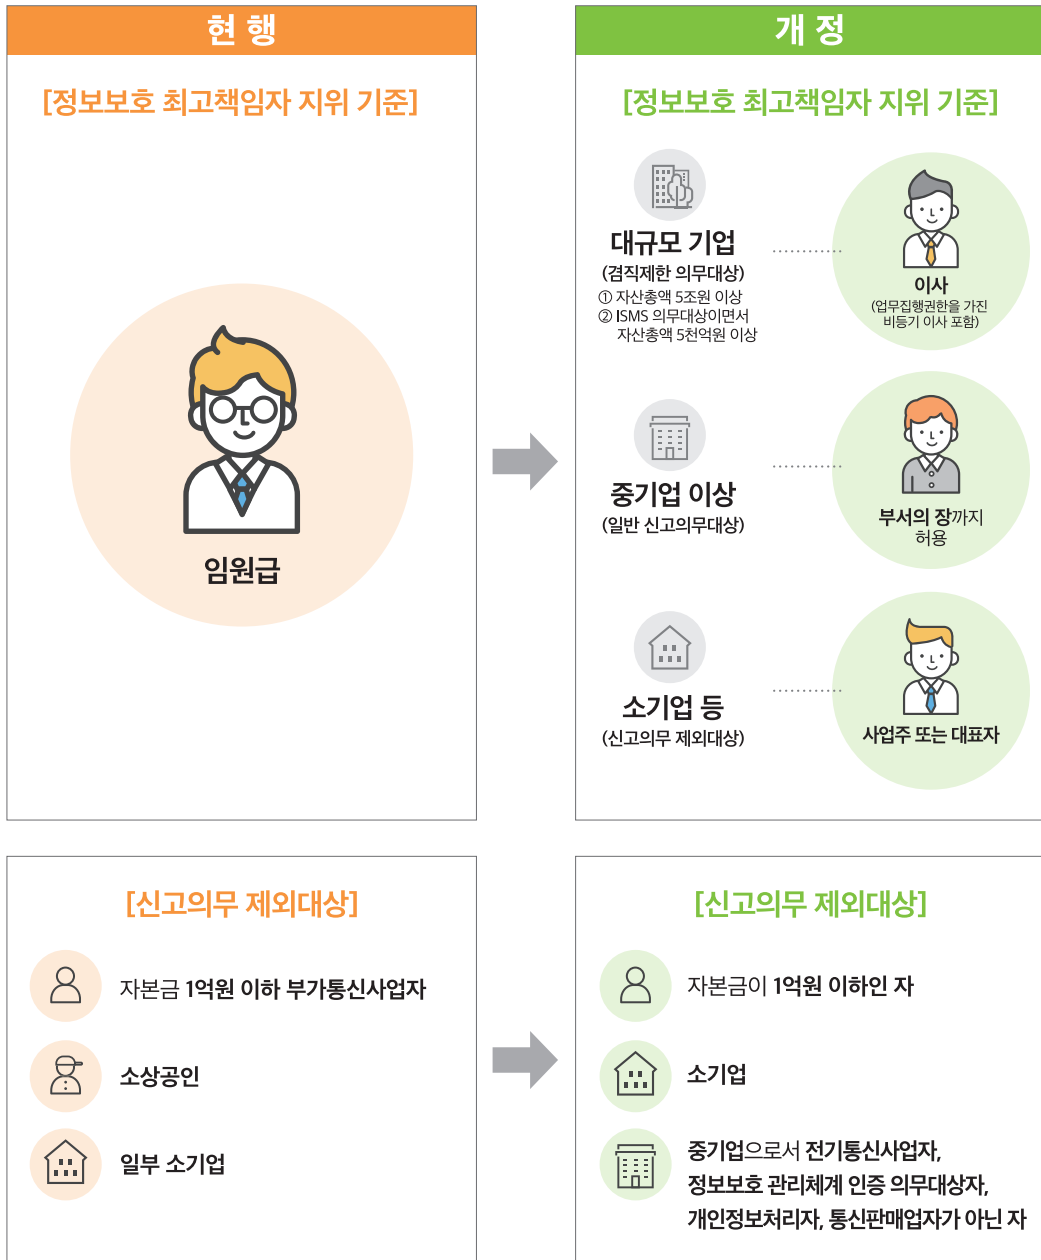 현 행
[정보보호 최고책임자 지위 기준]
임원급
개 정
[정보보호 최고책임자 지위 기준]
대규모 기업
(겸직제한 의무대상)
① 자산총액 5조원 이상
② ISMS 의무대상이면서
자산총액 5천억원 이상
이사
(업무집행권한을 가진
비등기 이사 포함)
중기업 이상
(일반 신고의무대상)
부서의 장까지
허용
소기업 등
(신고의무 제외대상)
사업주 또는 대표자
[신고의무 제외대상]
자본금 1억원 이하 부가통신사업자
소상공인
일부 소기업
[신고의무 제외대상]
자본금이 1억원 이하인 자
소기업
중기업으로서 전기통신사업자,
정보보호 관리체계 인증 의무대상자,
개인정보처리자, 통신판매업자가 아닌 자